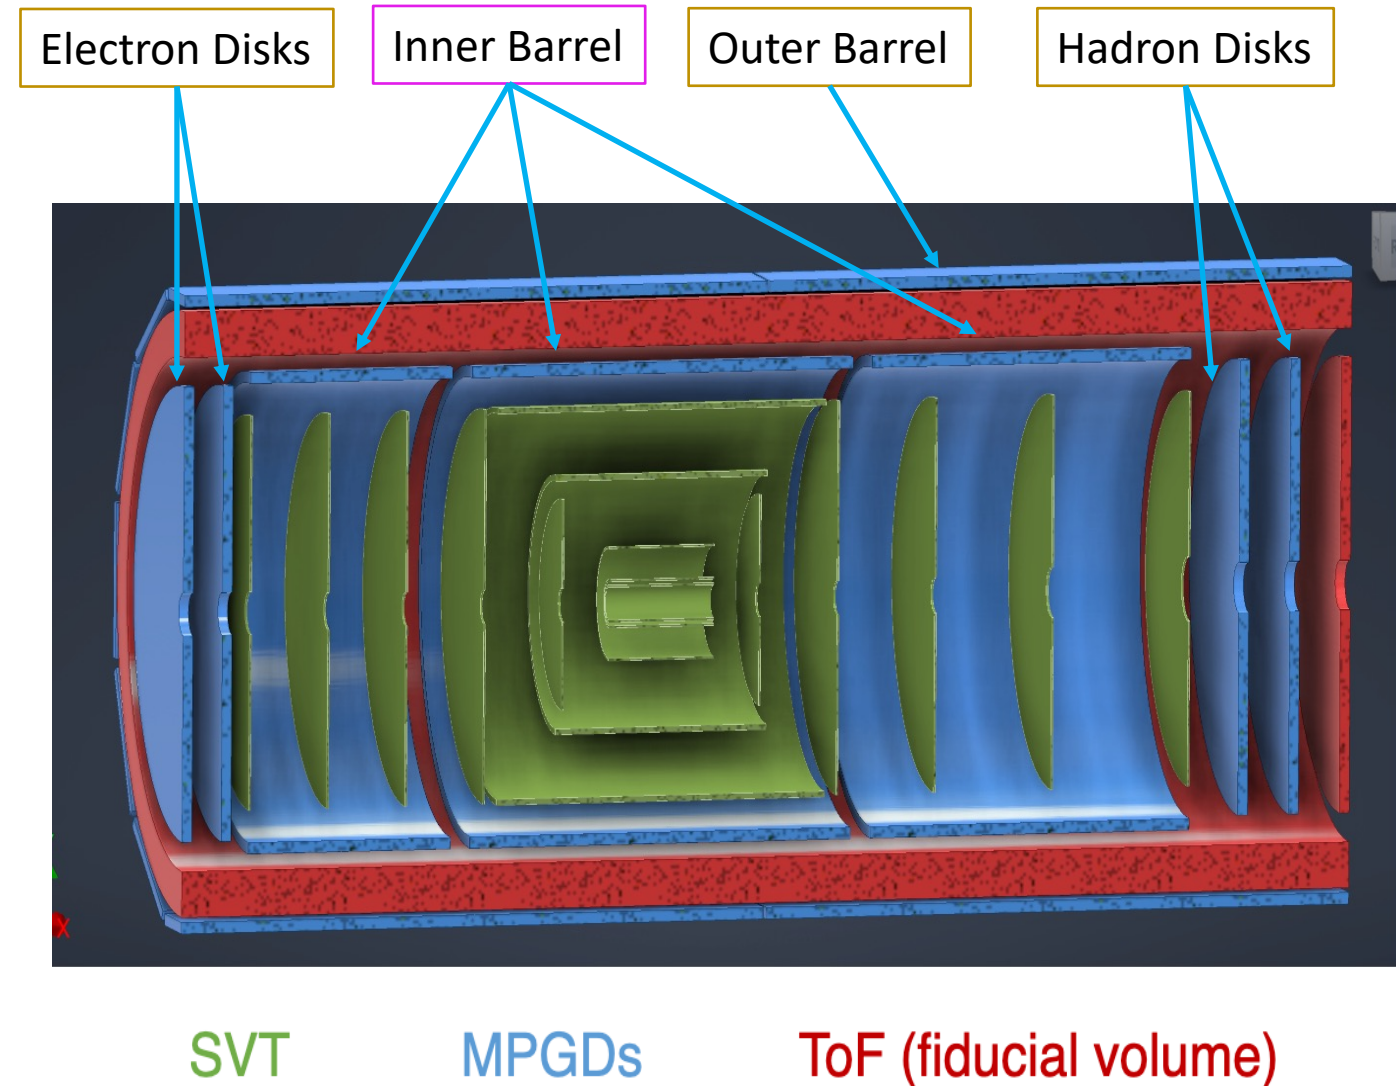 Electron Disks
Inner Barrel
Outer Barrel
Hadron Disks
X
SVT
MPGDs
ToF (fiducial volume)